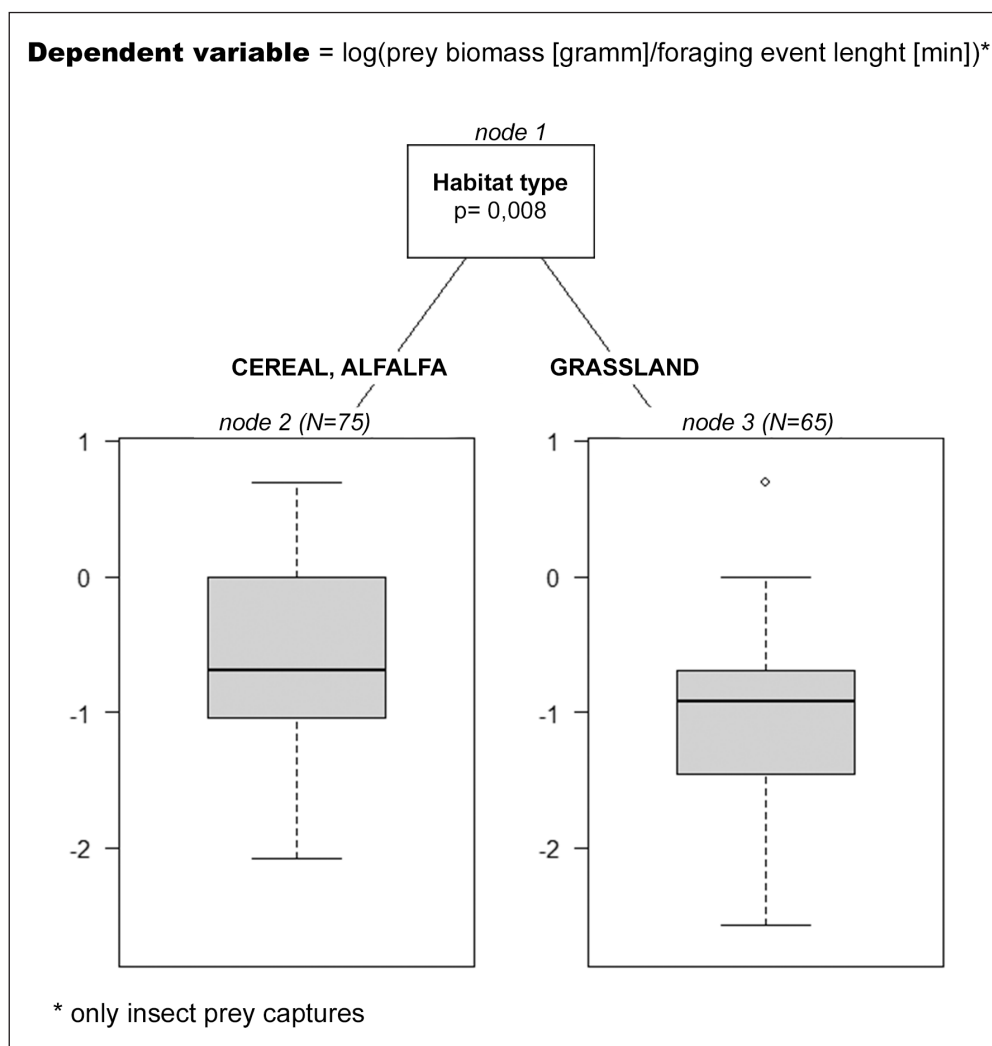 Dependent variable = log(prey biomass [gramm]/foraging event lenght [min])*
node 1
Habitat type
p= 0,008
CEREAL, ALFALFA GRASSLAND
node 2 (N=75) node 3 (N=65)
1 1
0 0
-1 -1
-2 -2
* only insect prey captures